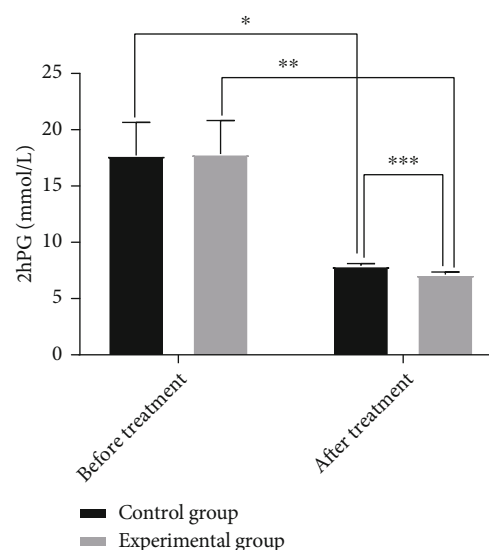 *
**
***
25
20
15
10
5
0
2hPG (mmol/L)
Before treatment
After treatment
Control group
Experimental group